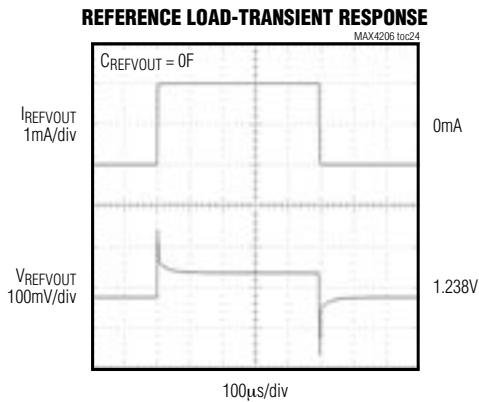 REFERENCE LOAD-TRANSIENT RESPONSE
MAX4206 toc24
CREFVOUT = 0F
IREFVOUT
1mA/div
0mA
VREFVOUT
100mV/div
1.238V
100µs/div